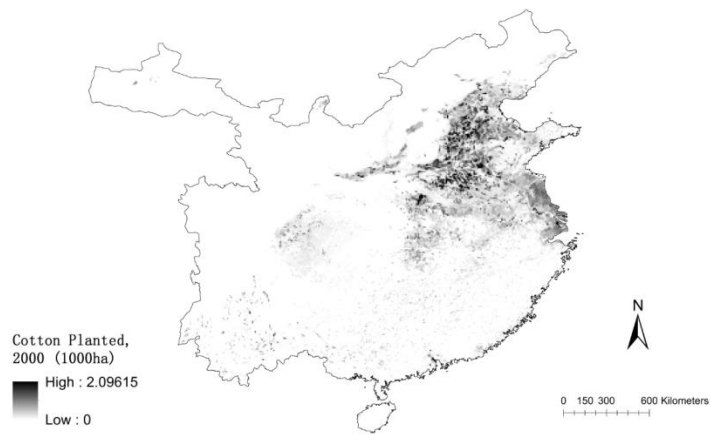 Cotton Planted,
2000 (1000ha)
High : 2.09615
Low : 0
N
0 150 300 600 Kilometers